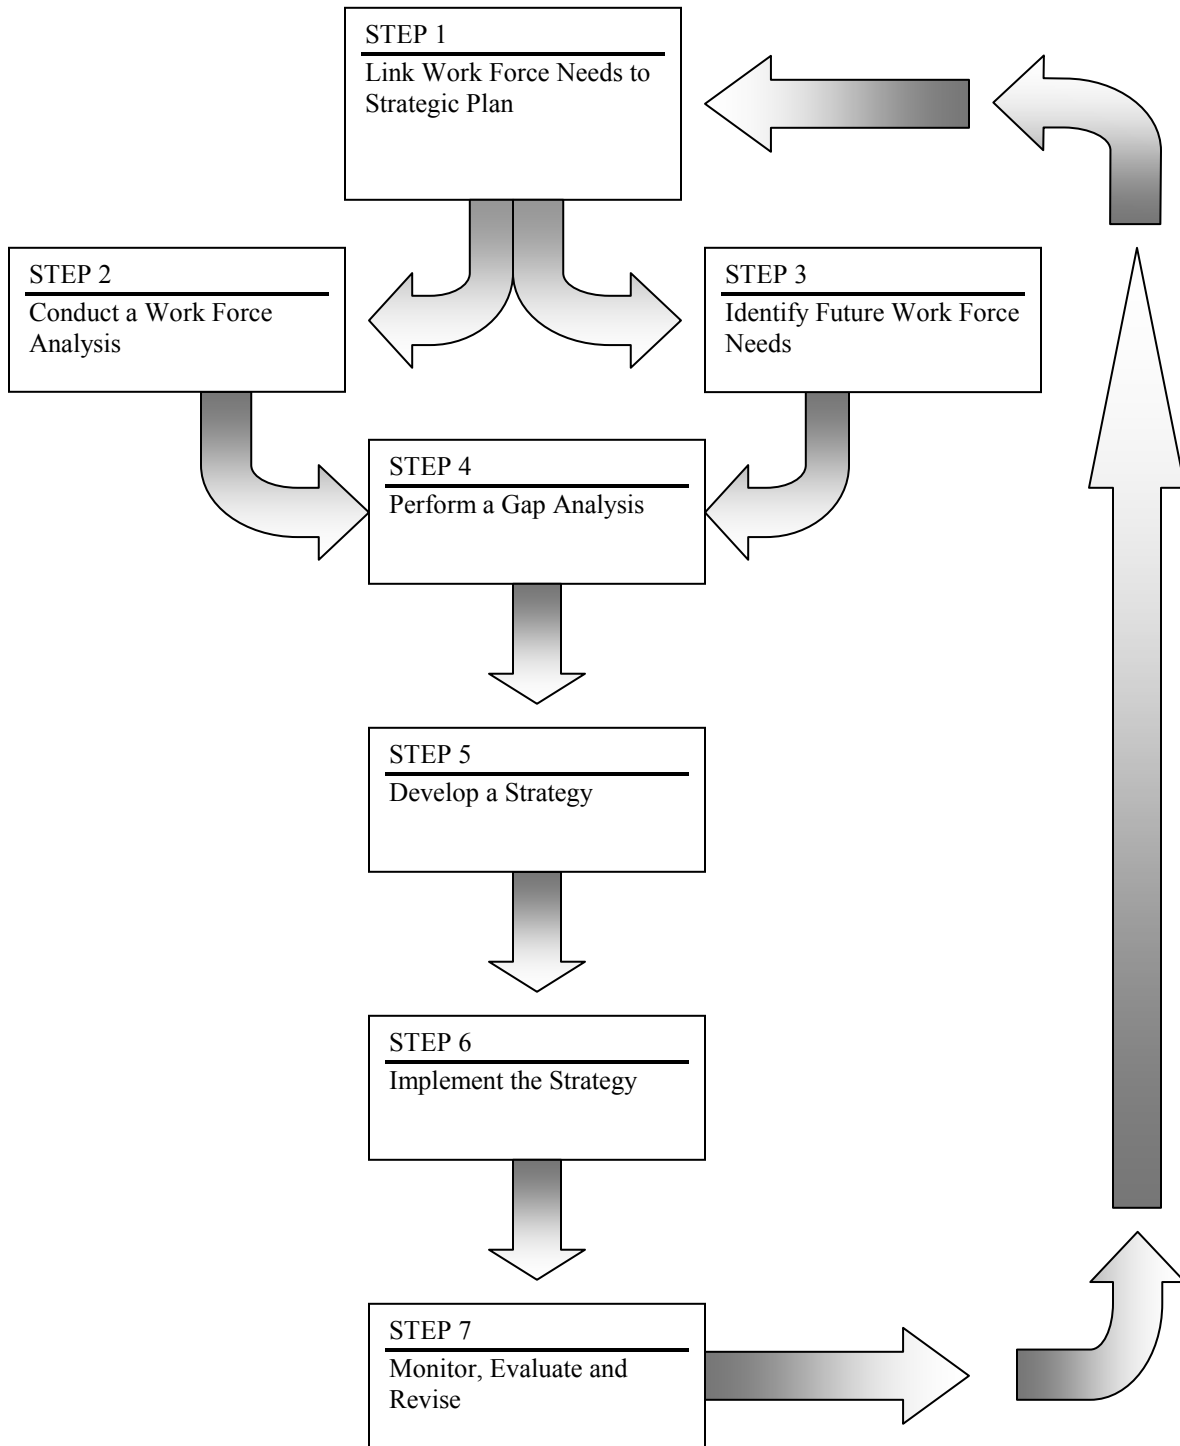 STEP 1
Link Work Force Needs to
Strategic Plan
STEP 2
Conduct a Work Force
Analysis
STEP 3
Identify Future Work Force
Needs
STEP 4
Perform a Gap Analysis
STEP 5
Develop a Strategy
STEP 6
Implement the Strategy
STEP 7
Monitor, Evaluate and
Revise